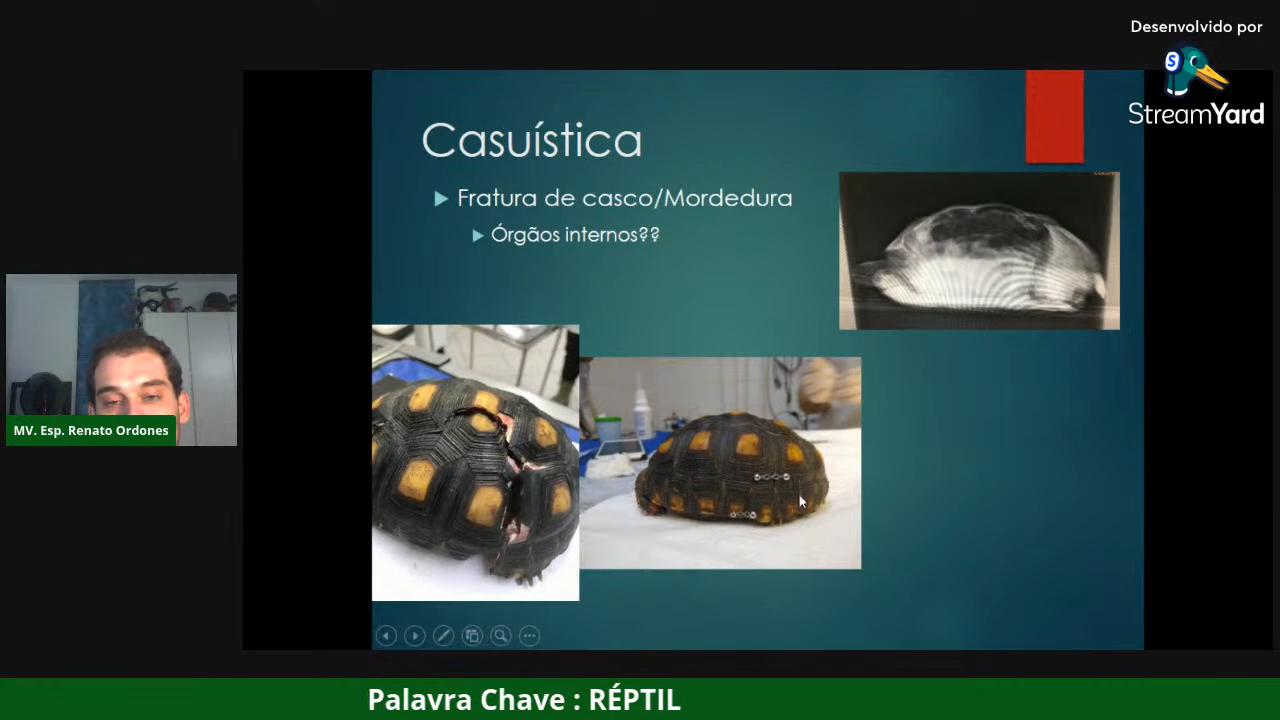 Desenvolvido por
S
StreamYard
Casuística
Fratura de casco/Mordedura
Órgãos internos??
MV. Esp. Renato Ordones
Palavra Chave : RÉPTIL